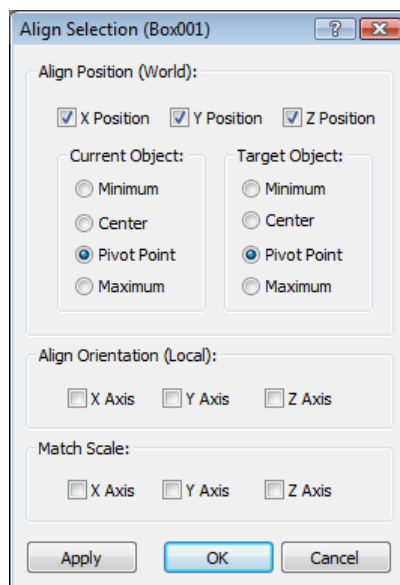 Align Selection (Box001)
Align Position (World):
X Position Y Position Z Position
Current Object: Target Object:
Minimum Minimum
Center Center
Pivot Point Pivot Point
Maximum Maximum
Align Orientation (Local):
X Axis Y Axis Z Axis
Match Scale:
X Axis Y Axis Z Axis
Apply OK Cancel